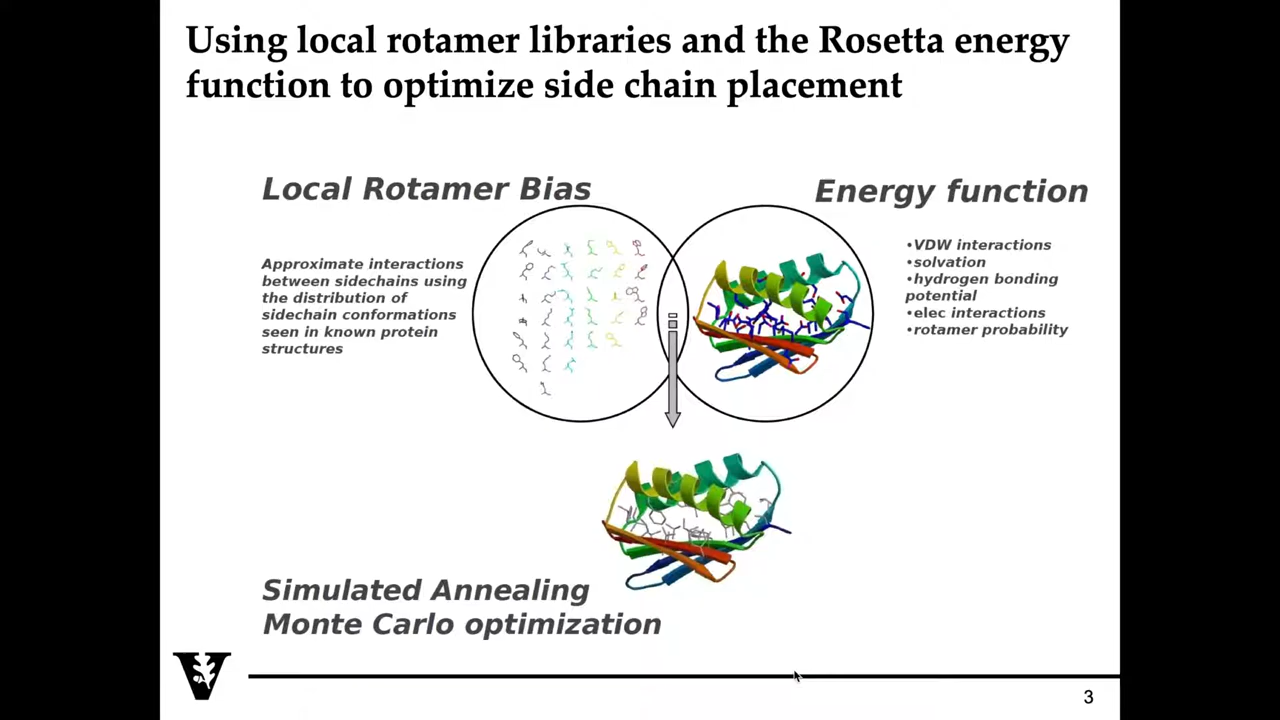 Using local rotamer libraries and the Rosetta energy
function to optimize side chain placement
Local Rotamer Bias
Energy function
Approximate interactions
between sidechains using
the distribution of
sidechain conformations
seen in known protein
structures
•VDW interactions
•solvation
•hydrogen bonding
potential
•elec interactions
•rotamer probability
Simulated Annealing
Monte Carlo optimization
V
3